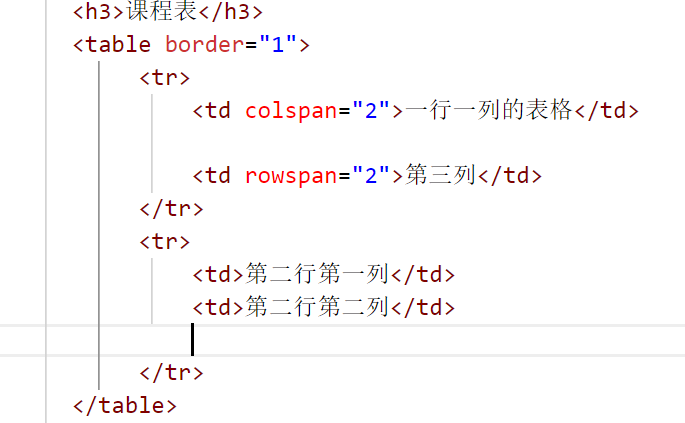 <h3>课程表</h3>
<table border="1">
<tr>
<td colspan="2">一行一列的表格</td>
<td rowspan="2">第三列</td>
</tr>
<tr>
<td>第二行第一列</td>
<td>第二行第二列</td>
</tr>
</table>